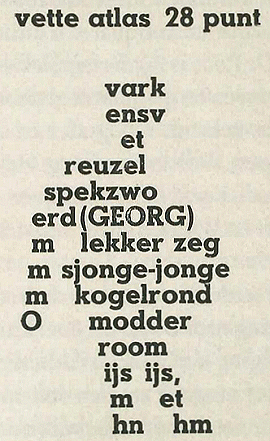 vette atlas 28 punt
vark
ensv
et
reuzel
spekzwo
erd(GEORG)
m lekker zeg
m sjonge-jonge
m kogelrond
O modder
room
ijs ijs,
m et
hn hm